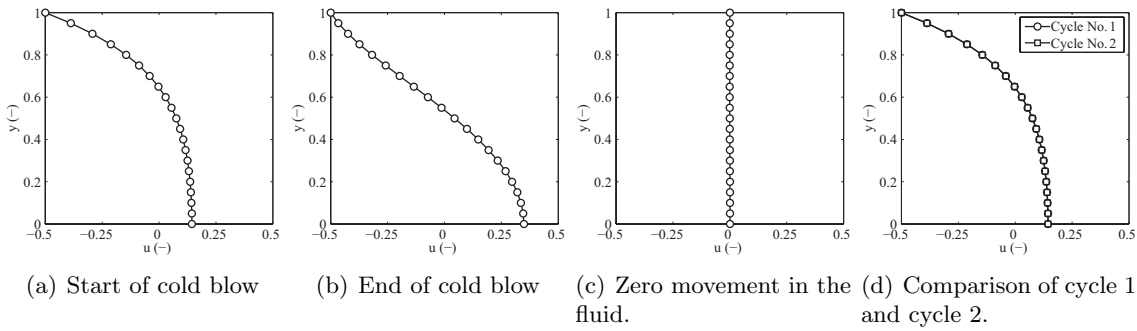 1
0.8
0.6
0.4
0.2
0
y (−)
−0.5 −0.25 0 0.25 0.5
u (−)
(a) Start of cold blow
1
0.8
0.6
0.4
0.2
0
y (−)
−0.5 −0.25 0 0.25 0.5
u (−)
(b) End of cold blow
1
0.8
0.6
0.4
0.2
0
y (−)
−0.5 −0.25 0 0.25 0.5
u (−)
(c) Zero movement in the
fluid.
Cycle No. 1
Cycle No. 2
1
0.8
0.6
0.4
0.2
0
y (−)
−0.5 −0.25 0 0.25 0.5
u (−)
(d) Comparison of cycle 1
and cycle 2.